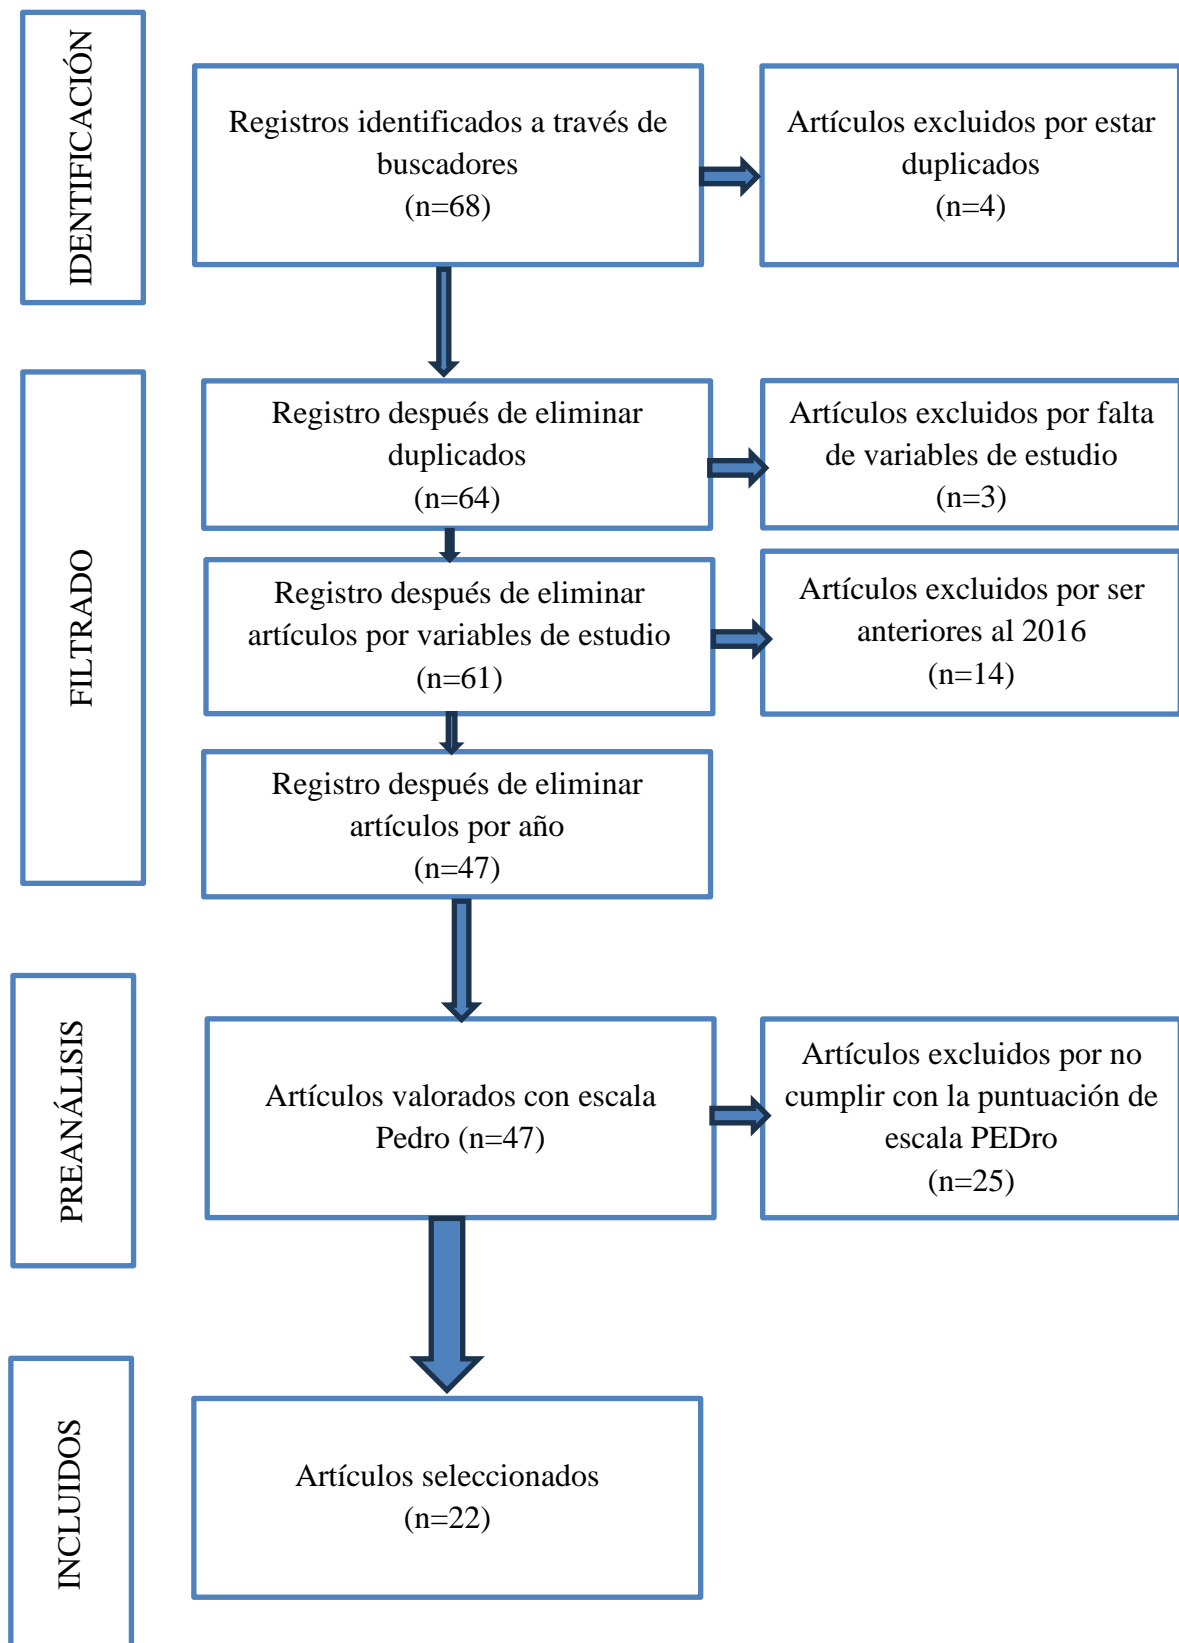 IDENTIFICACIÓN
Registros identificados a través de
buscadores
(n=68)
Artículos excluidos por estar
duplicados
(n=4)
FILTRADO
Registro después de eliminar
duplicados
(n=64)
Artículos excluidos por falta
de variables de estudio
(n=3)
Registro después de eliminar
artículos por variables de estudio
(n=61)
Artículos excluidos por ser
anteriores al 2016
(n=14)
Registro después de eliminar
artículos por año
(n=47)
PREANÁLISIS
Artículos valorados con escala
Pedro (n=47)
Artículos excluidos por no
cumplir con la puntuación de
escala PEDro
(n=25)
INCLUIDOS
Artículos seleccionados
(n=22)